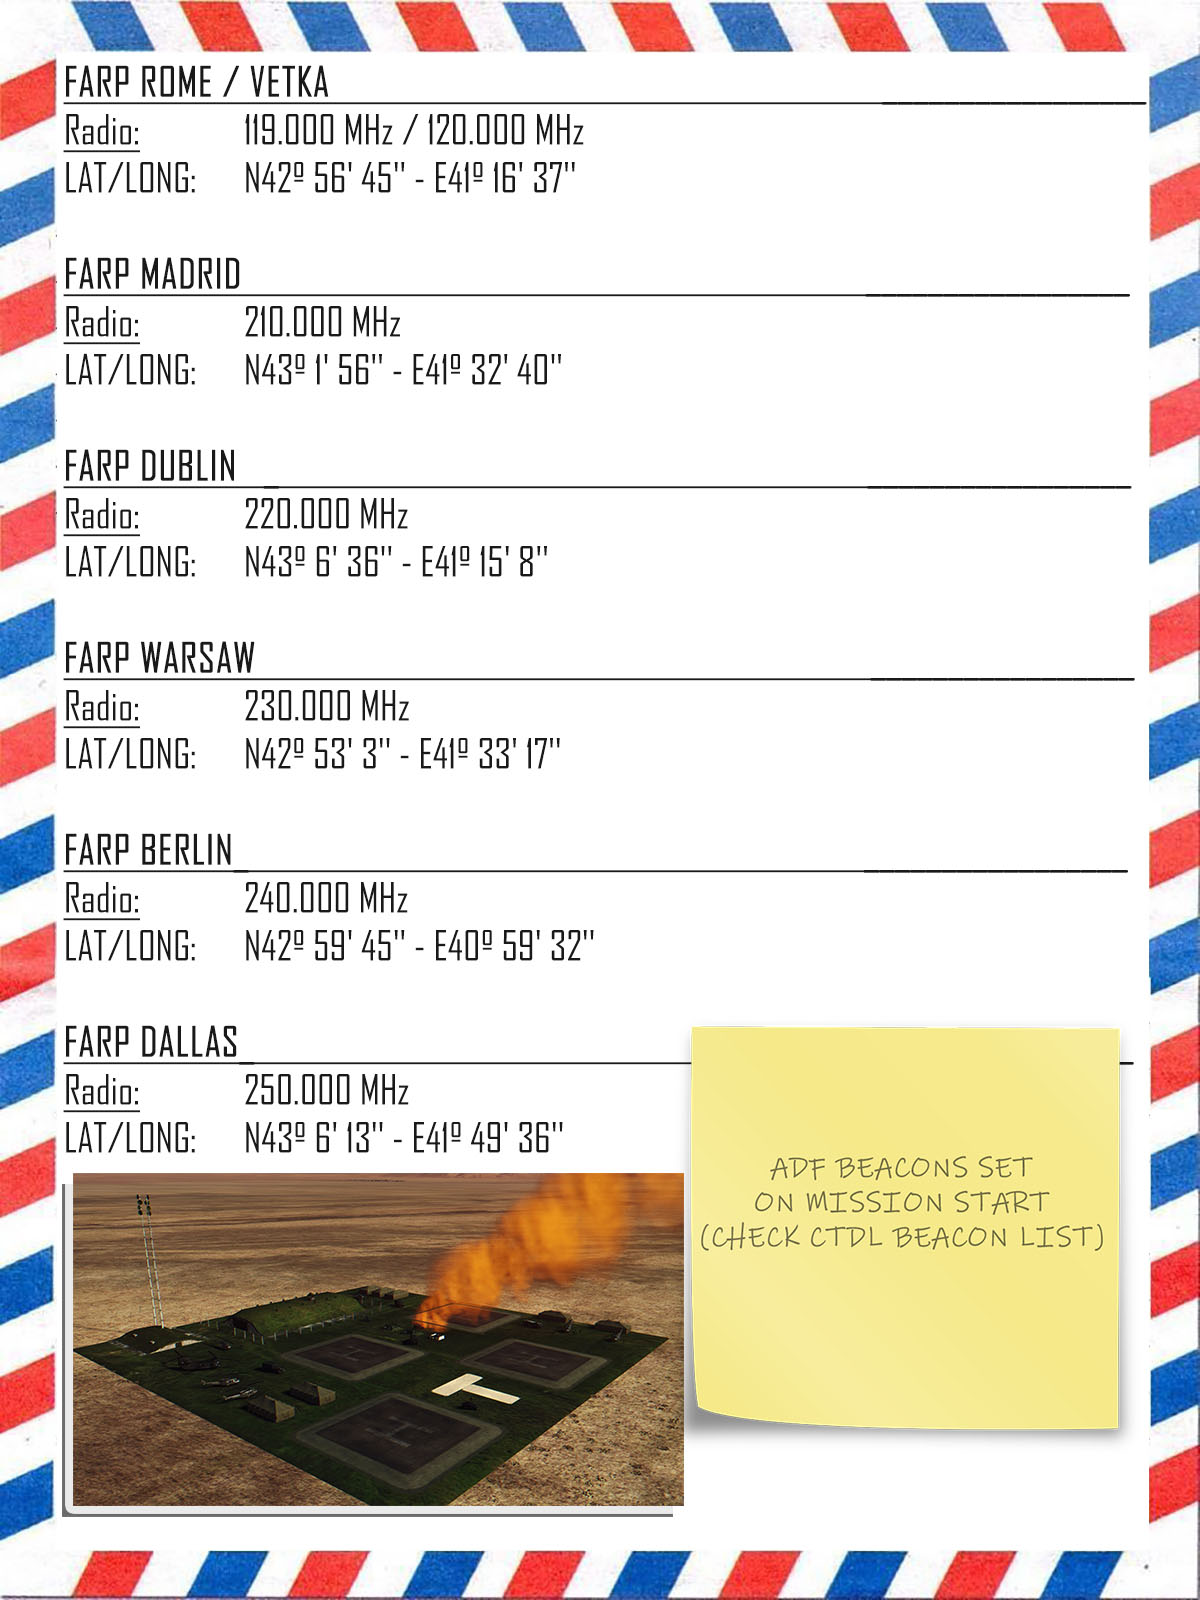 FARP ROME / VETKA
Radio: 119.000 MHz / 120.000 MHz
LAT/LONG: N42º 56' 45" - E41º 16' 37"
FARP MADRID
Radio: 210.000 MHz
LAT/LONG: N43º 1' 56" - E41º 32' 40"
FARP DUBLIN
Radio: 220.000 MHz
LAT/LONG: N43º 6' 36" - E41º 15' 8"
FARP WARSAW
Radio: 230.000 MHz
LAT/LONG: N42º 53' 3" - E41º 33' 17"
FARP BERLIN
Radio: 240.000 MHz
LAT/LONG: N42º 59' 45" - E40º 59' 32"
FARP DALLAS
Radio: 250.000 MHz
LAT/LONG: N43º 6' 13" - E41º 49' 36"
ADF BEACONS SET
ON MISSION START
(CHECK CTDL BEACON LIST)